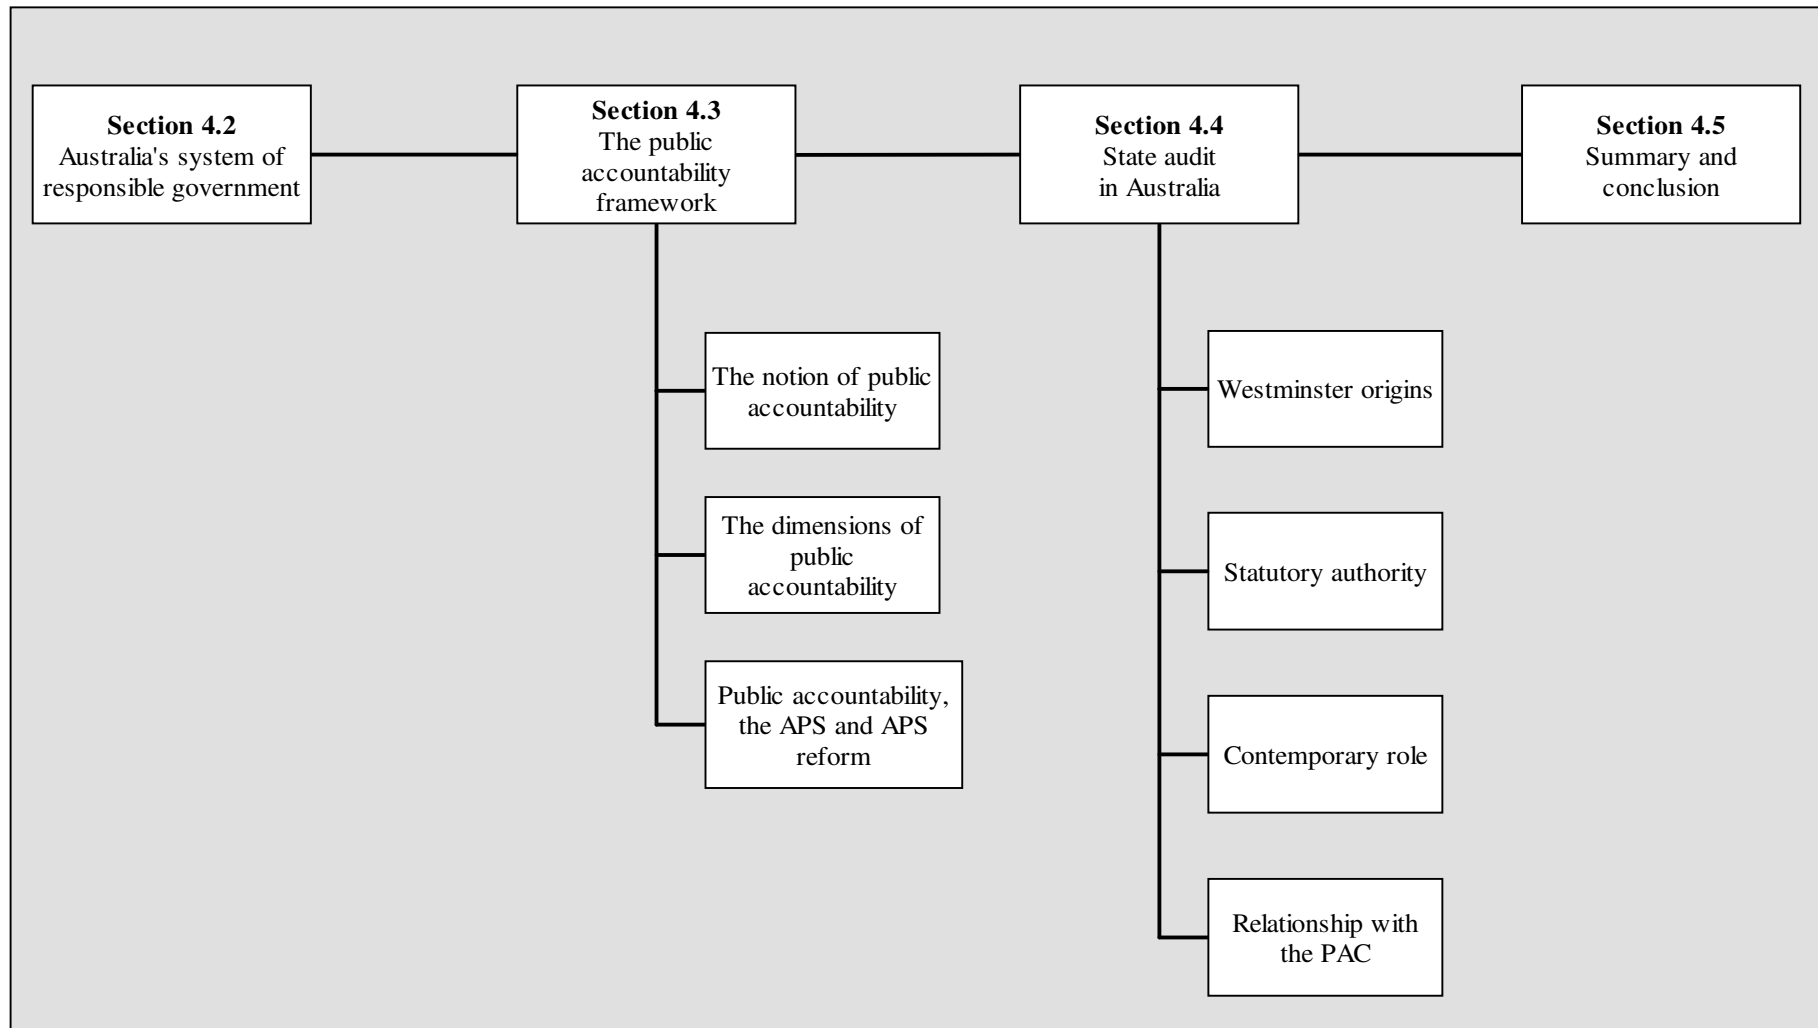 Section 4.2
Australia's system of
responsible government
Section 4.3
The public
accountability
framework
Section 4.4
State audit
in Australia
Section 4.5
Summary and
conclusion
The notion of public
accountability
The dimensions of
public
accountability
Public accountability,
the APS and APS
reform
Westminster origins
Statutory authority
Contemporary role
Relationship with
the PAC